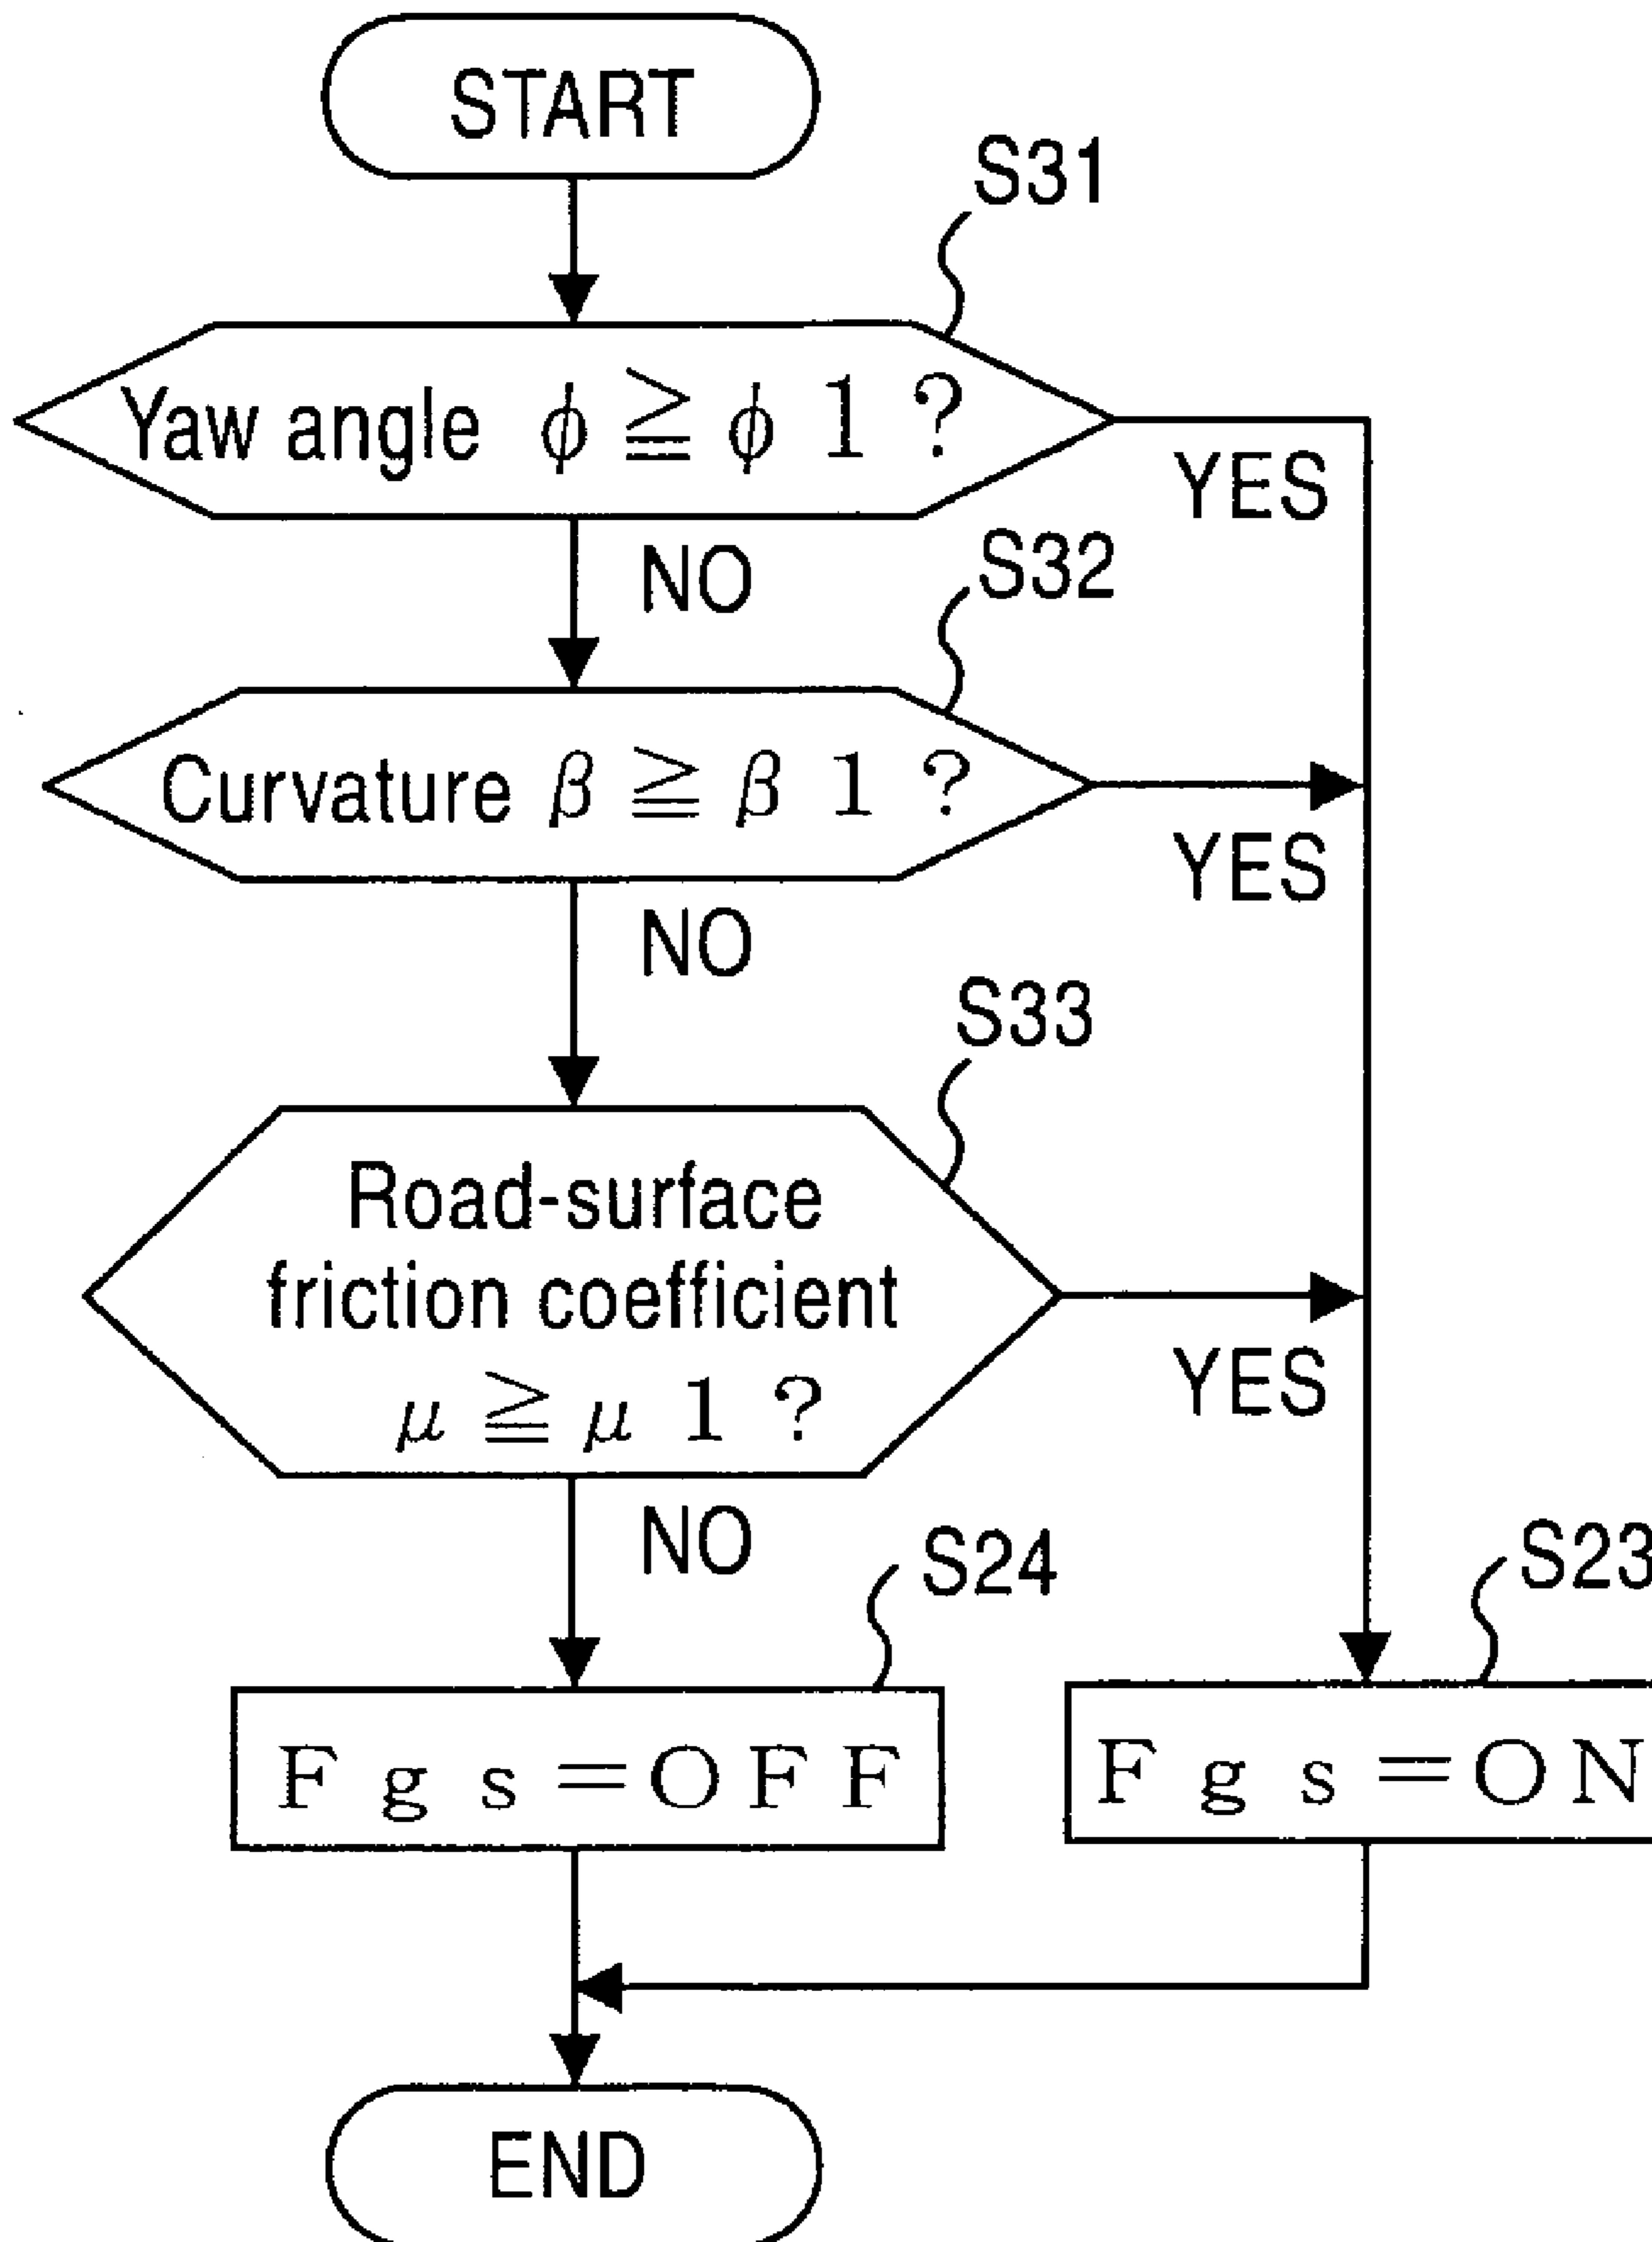 START
S31
Yaw angle ϕ ≧ ϕ 1 ?
YES
NO
S32
Curvature β ≧ β 1 ?
YES
NO
S33
Road-surface
friction coefficient
μ ≧ μ 1 ?
YES
NO
S24
S23
F g s = O F F
F g s = O N
END